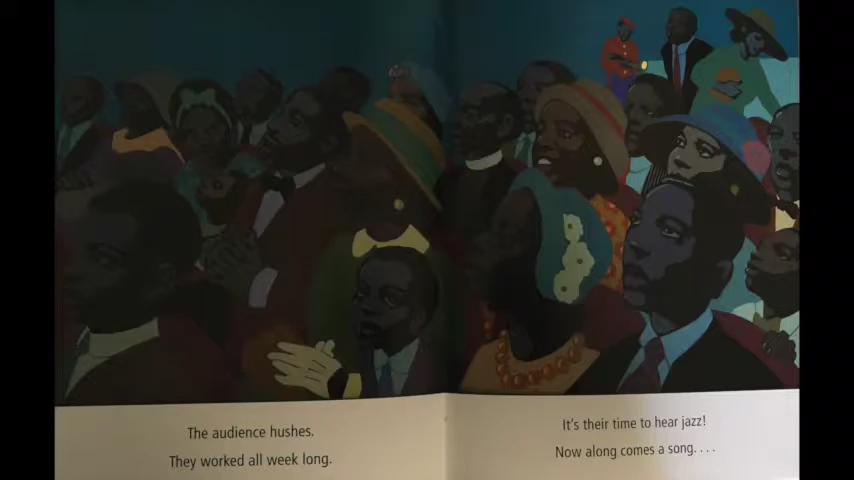 The audience hushes.
They worked all week long.
It's their time to hear jazz!
Now along comes a song. . . .